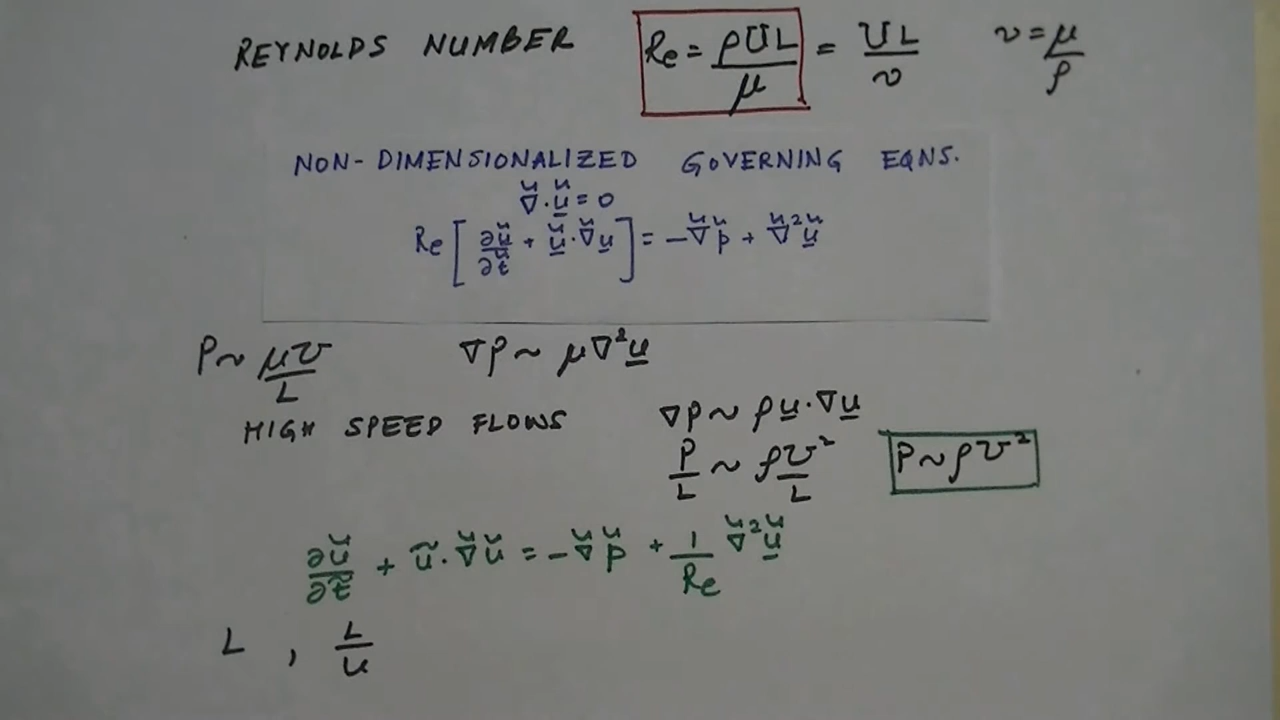 REYNOLDS NUMBER Re = ρUL/μ = UL/ν ν = μ/ρ
NON-DIMENSIONALIZED GOVERNING EQNS.
∇̃·ũ = 0
Re [ ∂ũ/∂t̃ + ũ·∇̃ũ ] = -∇̃p̃ + ∇̃²ũ
P ~ μU/L ∇p ~ μ∇²u
HIGH SPEED FLOWS ∇p ~ ρu·∇u
P/L ~ ρU²/L P ~ ρU²
∂ũ/∂t̃ + ũ·∇̃ũ = -∇̃p̃ + 1/Re ∇̃²ũ
L , L/u